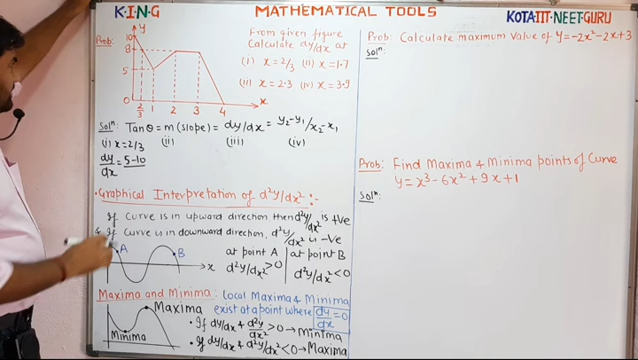 K·I·N·G MATHEMATICAL TOOLS KOTA IIT·NEET·GURU
Prob:
y
10
8
5
0
2/3 1 2 3 4 x
From given figure
Calculate dy/dx at
(i) x = 2/3 (ii) x = 1.7
(iii) x = 2.3 (iv) x = 3.9
Solⁿ: Tanθ = m (slope) = dy/dx = y₂-y₁/x₂-x₁
(i) x = 2/3 (ii) (iii) (iv)
dy/dx = 5-10
• Graphical Interpretation of d²y/dx² :-
If Curve is in upward direction then d²y/dx² is +ve
& If Curve is in downward direction, d²y/dx² is -ve
A B x
at point A
d²y/dx² > 0
at point B
d²y/dx² < 0
Maxima and Minima: Local Maxima & Minima
exist at a point where dy/dx = 0
Maxima
Minima
• If dy/dx & d²y/dx² > 0 → Minima
• If dy/dx & d²y/dx² < 0 → Maxima
Prob: Calculate maximum value of y = -2x² - 2x + 3
Solⁿ:
Prob: Find Maxima & Minima points of Curve
y = x³ - 6x² + 9x + 1
Solⁿ: